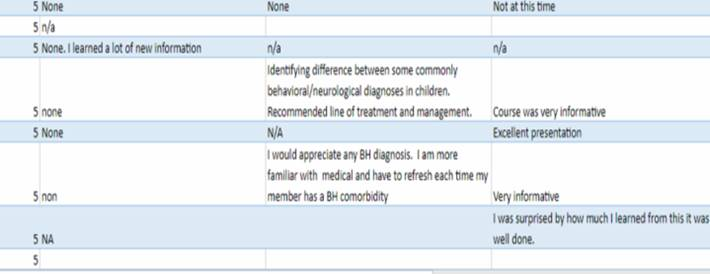 5 None None Not at this time
5 n/a
5 None. I learned a lot of new information n/a n/a
Identifying difference between some commonly
behavioral/neurological diagnoses in children.
5 none Recommended line of treatment and management. Course was very informative
5 None N/A Excellent presentation
I would appreciate any BH diagnosis. I am more
familiar with medical and have to refresh each time my
5 non member has a BH comorbidity Very informative
I was surprised by how much I learned from this it was
5 NA well done.
5